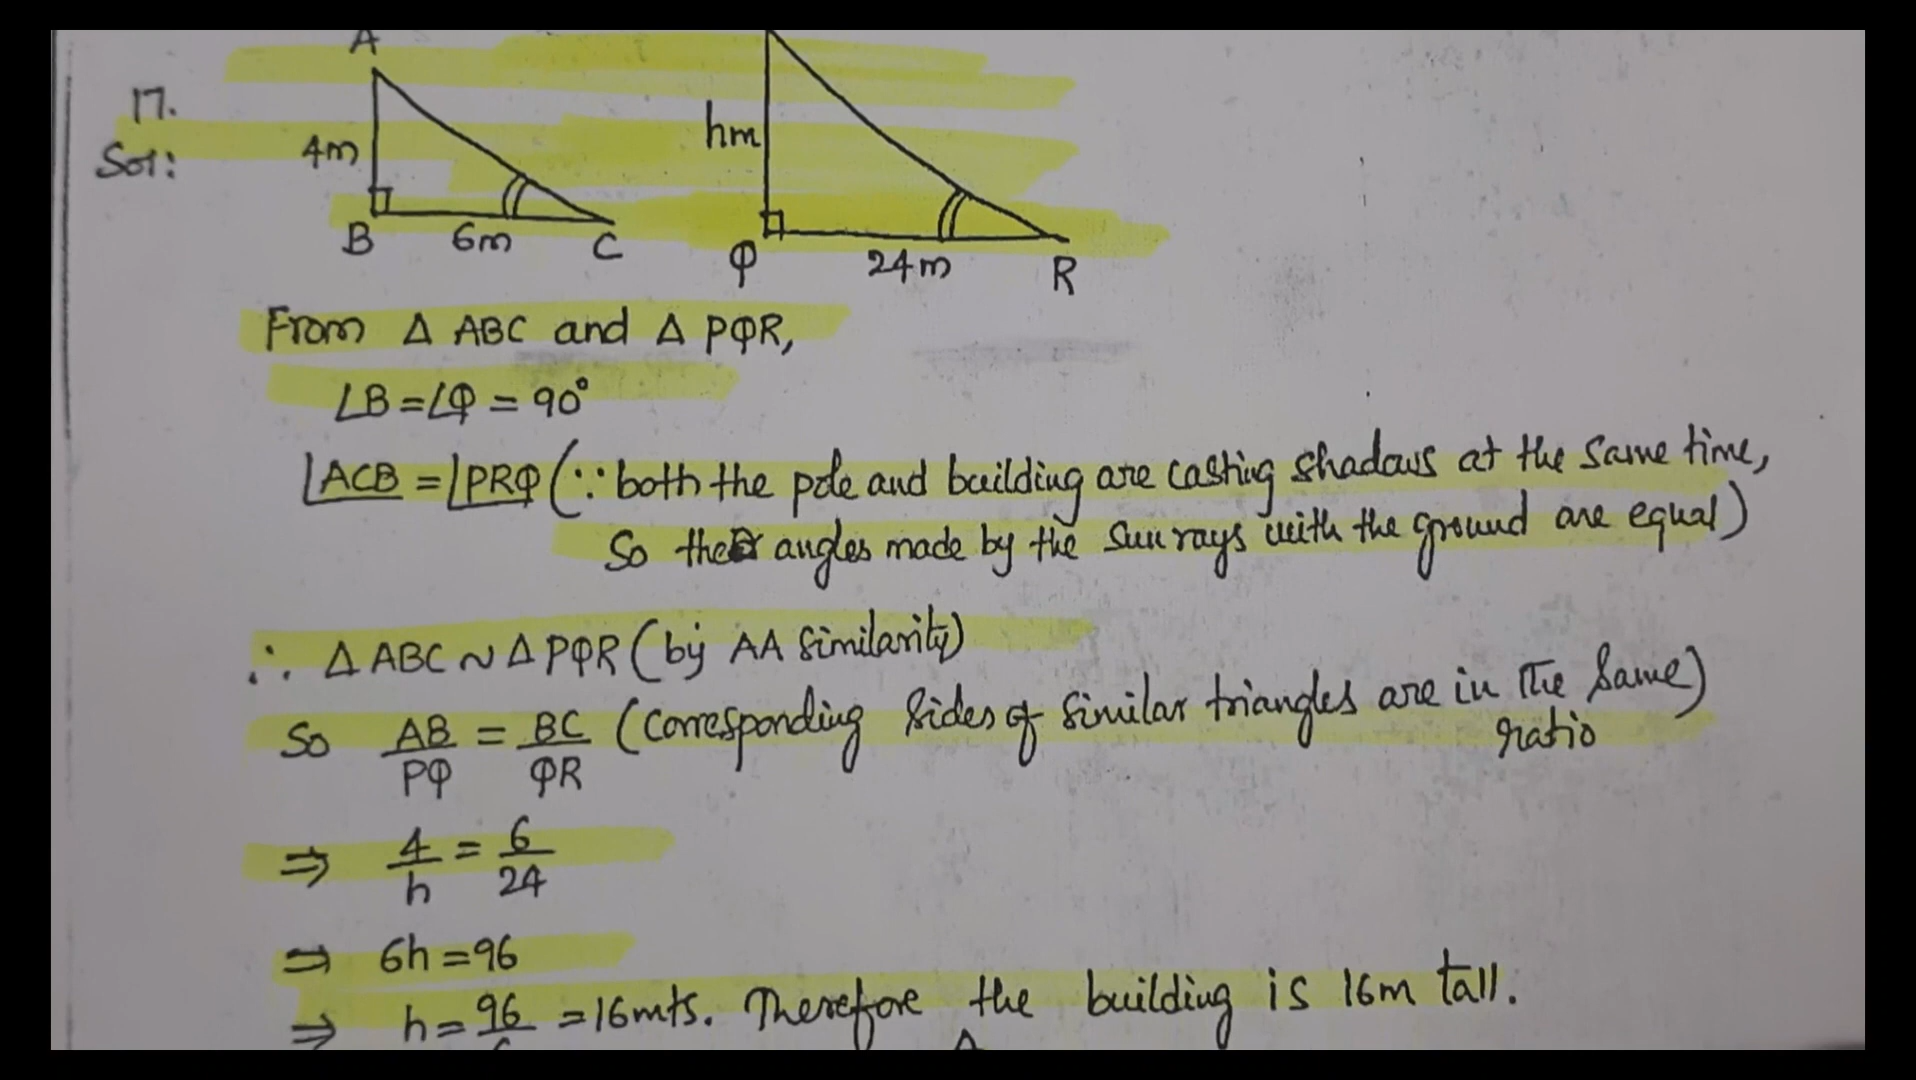 A
17.
Sol:
4m
hm
B 6m C
Q 24m R
From Δ ABC and Δ PQR,
∠B = ∠Q = 90°
∠ACB = ∠PRQ (∵ both the pole and building are casting shadows at the same time,
So the angles made by the sun rays with the ground are equal)
∴ Δ ABC ~ Δ PQR (by AA similarity)
So AB/PQ = BC/QR (corresponding sides of similar triangles are in the same ratio)
⇒ 4/h = 6/24
⇒ 6h = 96
⇒ h = 96/6 = 16mts. Therefore the building is 16m tall.